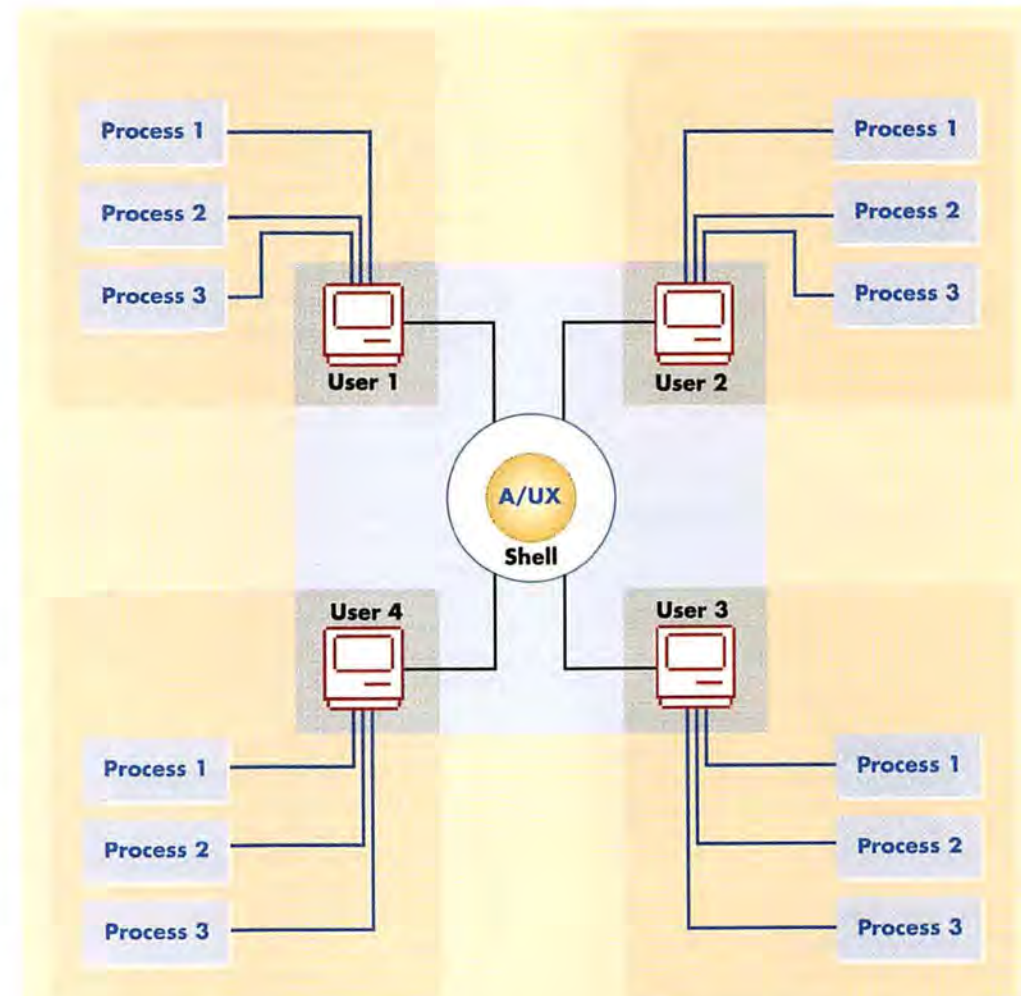 Process 1
Process 2
Process 3
User 1
Process 1
Process 2
Process 3
User 2
A/UX
Shell
User 4
Process 1
Process 2
Process 3
User 3
Process 1
Process 2
Process 3